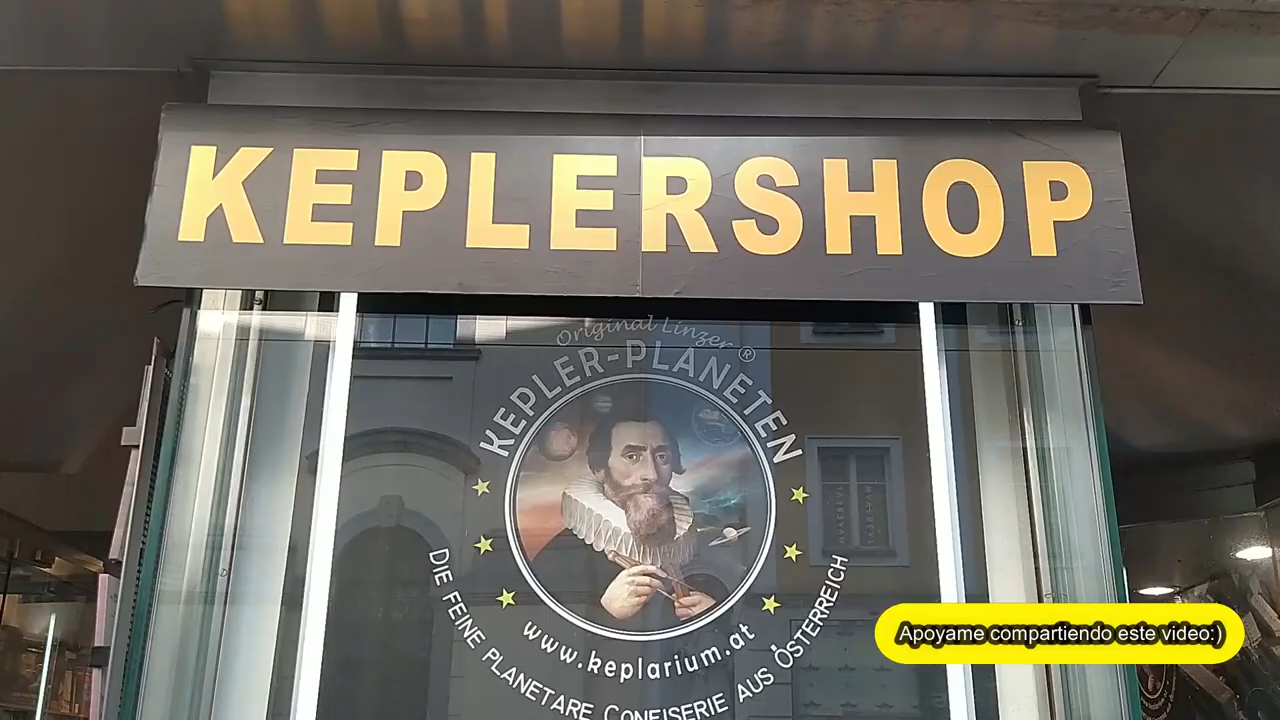 KEPLERSHOP
Original Linzer ®
KEPLER-PLANETEN
www.keplarium.at
DIE FEINE PLANETARE CONFISERIE AUS ÖSTERREICH
Apoyame compartiendo este video:)